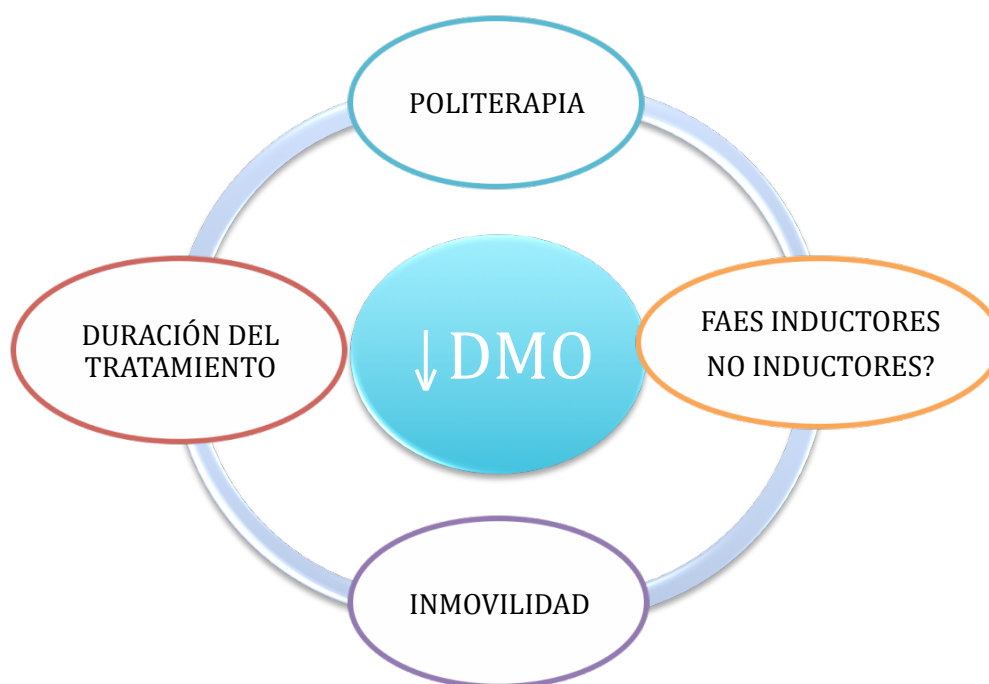 POLITERAPIA
DURACIÓN DEL
TRATAMIENTO
↓DMO
FAES INDUCTORES
NO INDUCTORES?
INMOVILIDAD